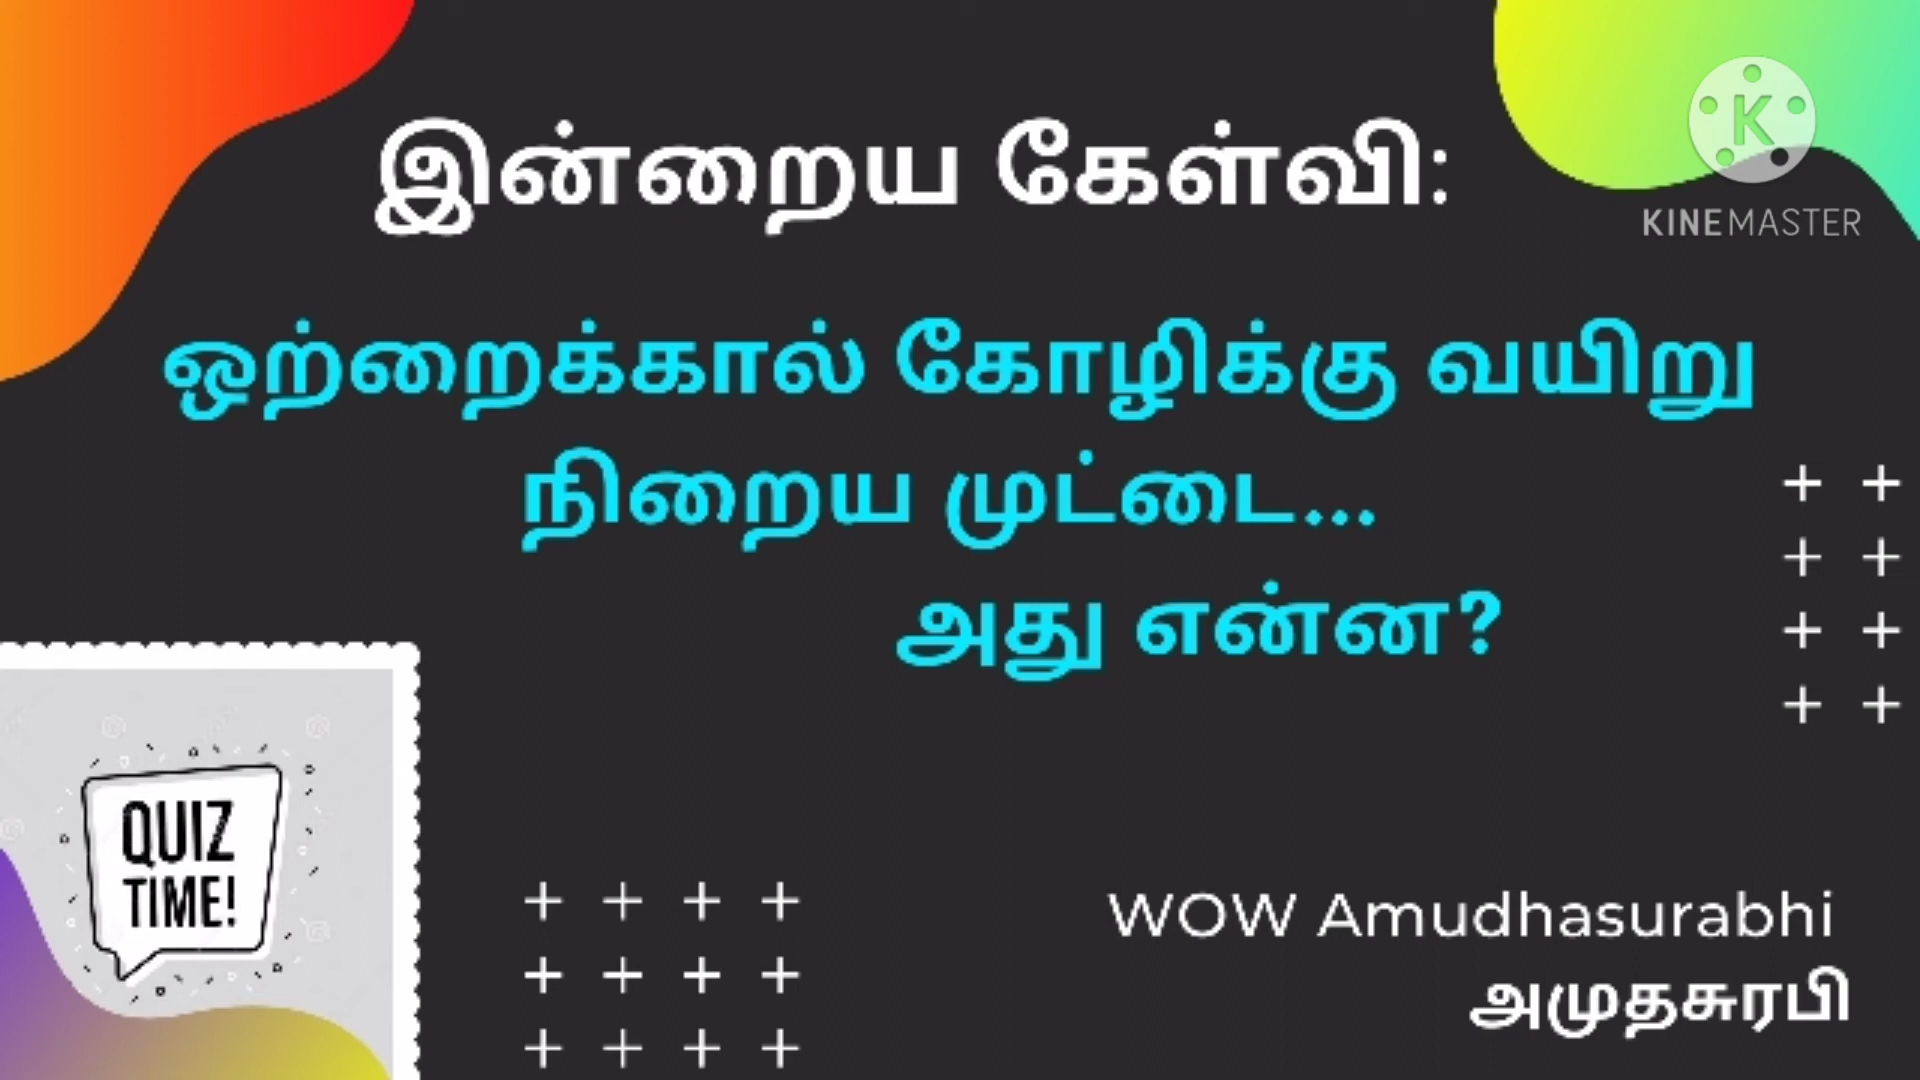 இன்றைய கேள்வி:
KINEMASTER
ஒற்றைக்கால் கோழிக்கு வயிறு
நிறைய முட்டை...
அது என்ன?
QUIZ
TIME!
WOW Amudhasurabhi
அமுதசுரபி